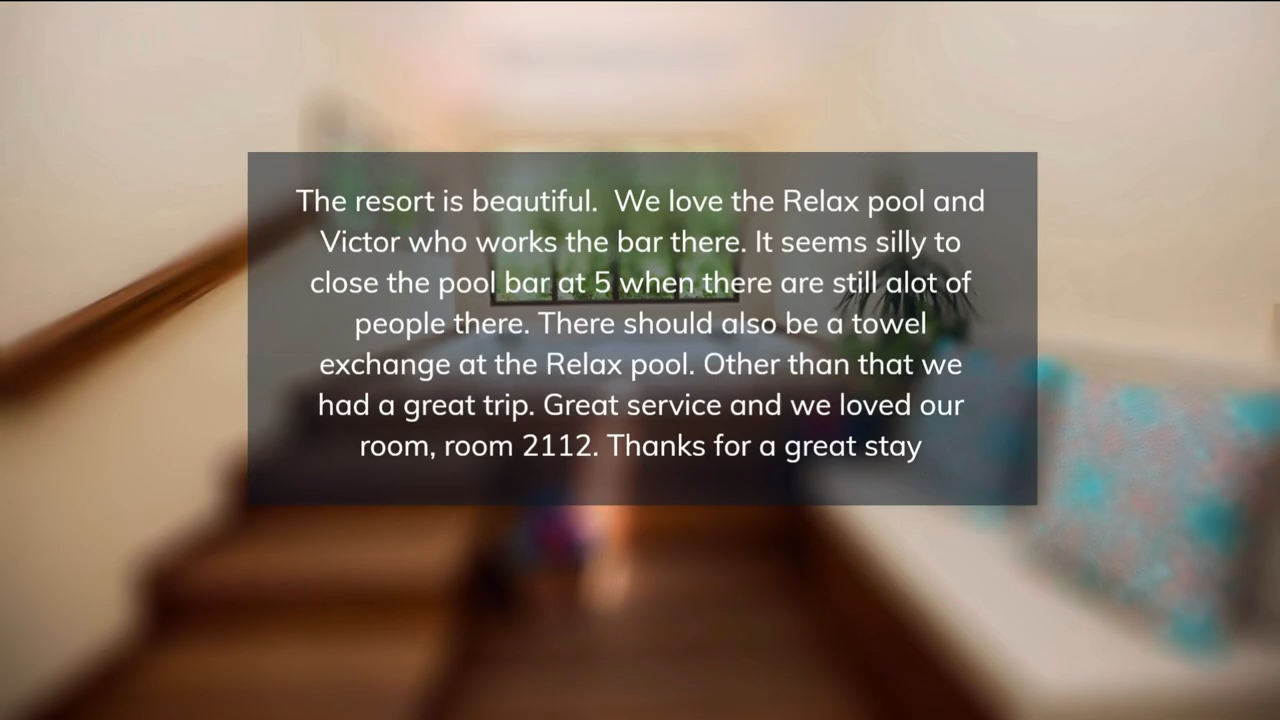 The resort is beautiful.  We love the Relax pool and
Victor who works the bar there. It seems silly to
close the pool bar at 5 when there are still alot of
people there. There should also be a towel
exchange at the Relax pool. Other than that we
had a great trip. Great service and we loved our
room, room 2112. Thanks for a great stay